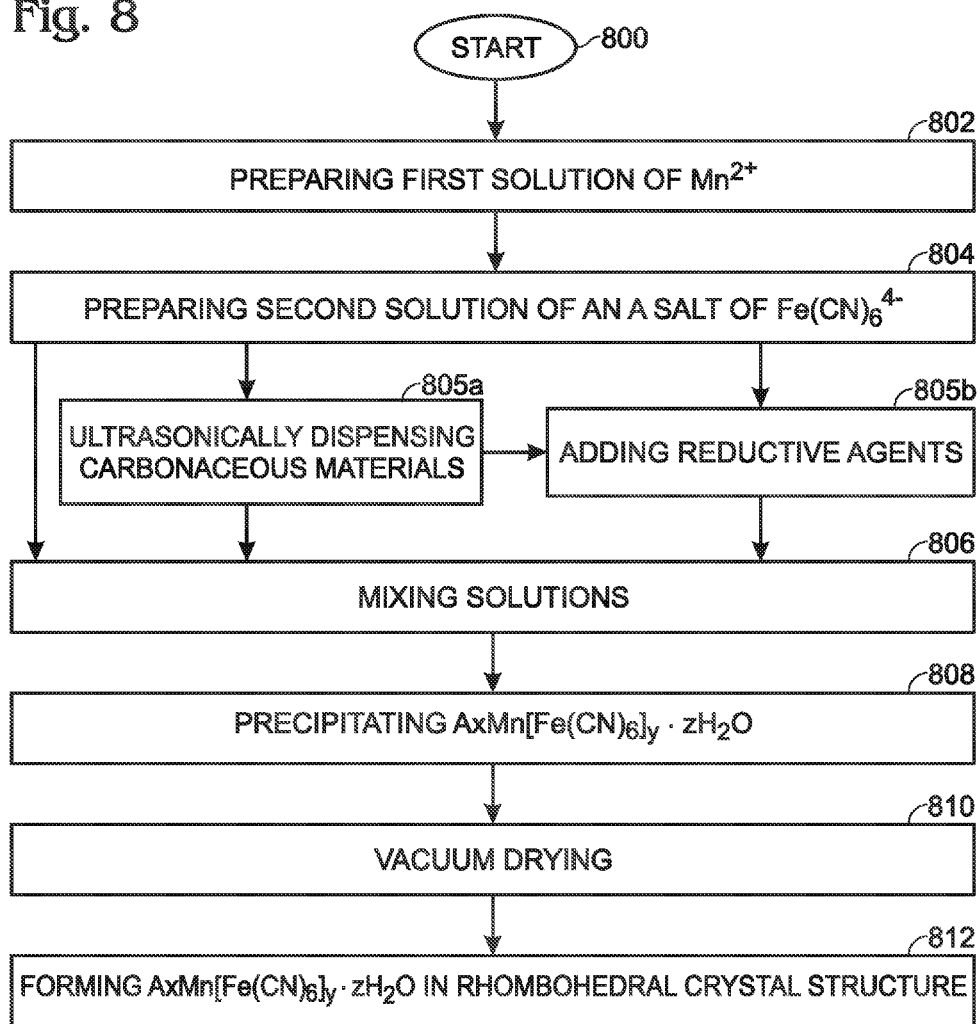 Fig. 8
START
800
802
PREPARING FIRST SOLUTION OF Mn²⁺
804
PREPARING SECOND SOLUTION OF AN A SALT OF Fe(CN)₆⁴⁻
805a
ULTRASONICALLY DISPENSING
CARBONACEOUS MATERIALS
805b
ADDING REDUCTIVE AGENTS
806
MIXING SOLUTIONS
808
PRECIPITATING AxMn[Fe(CN)₆]y · zH₂O
810
VACUUM DRYING
812
FORMING AxMn[Fe(CN)₆]y · zH₂O IN RHOMBOHEDRAL CRYSTAL STRUCTURE